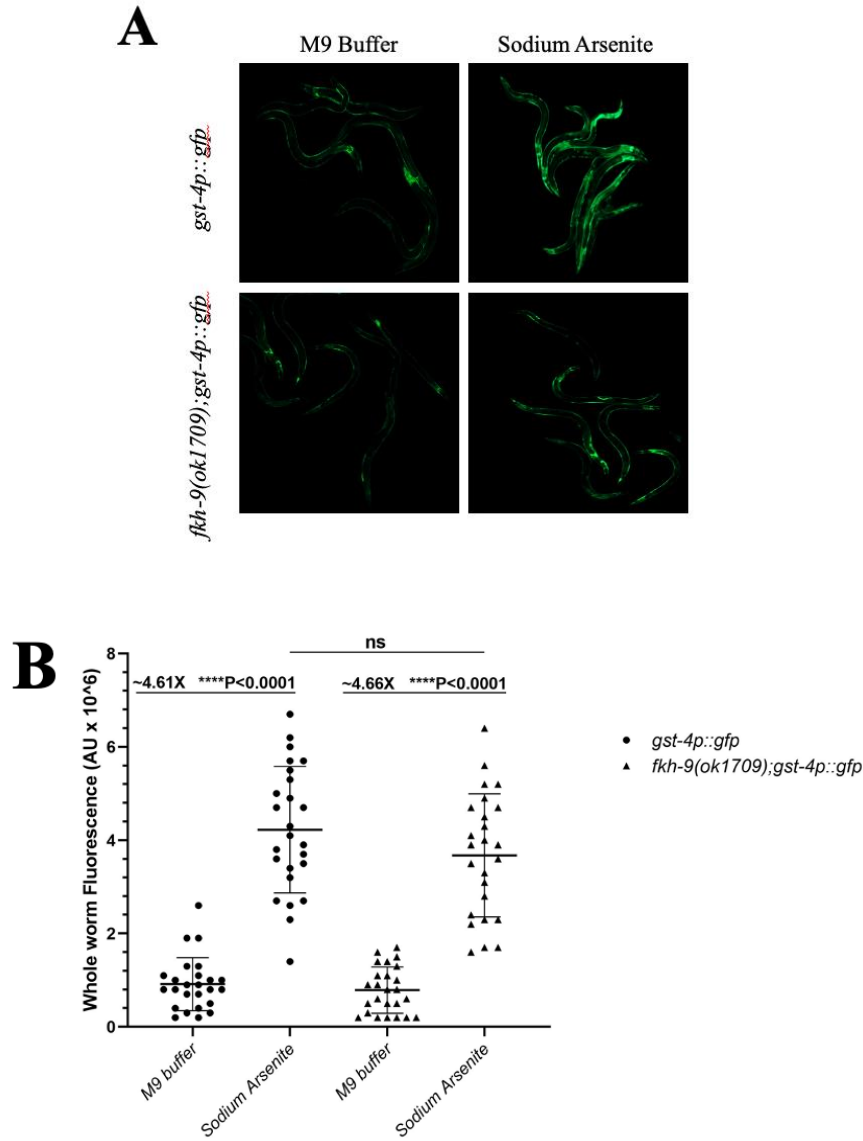 A
M9 Buffer
Sodium Arsenite
gst-4p::gfp
fkh-9(ok1709);gst-4p::gfp
B
Whole worm Fluorescence (AU x 10^6)
8
6
4
2
0
ns
~4.61X ****P<0.0001
~4.66X ****P<0.0001
gst-4p::gfp
fkh-9(ok1709);gst-4p::gfp
M9 buffer
Sodium Arsenite
M9 buffer
Sodium Arsenite